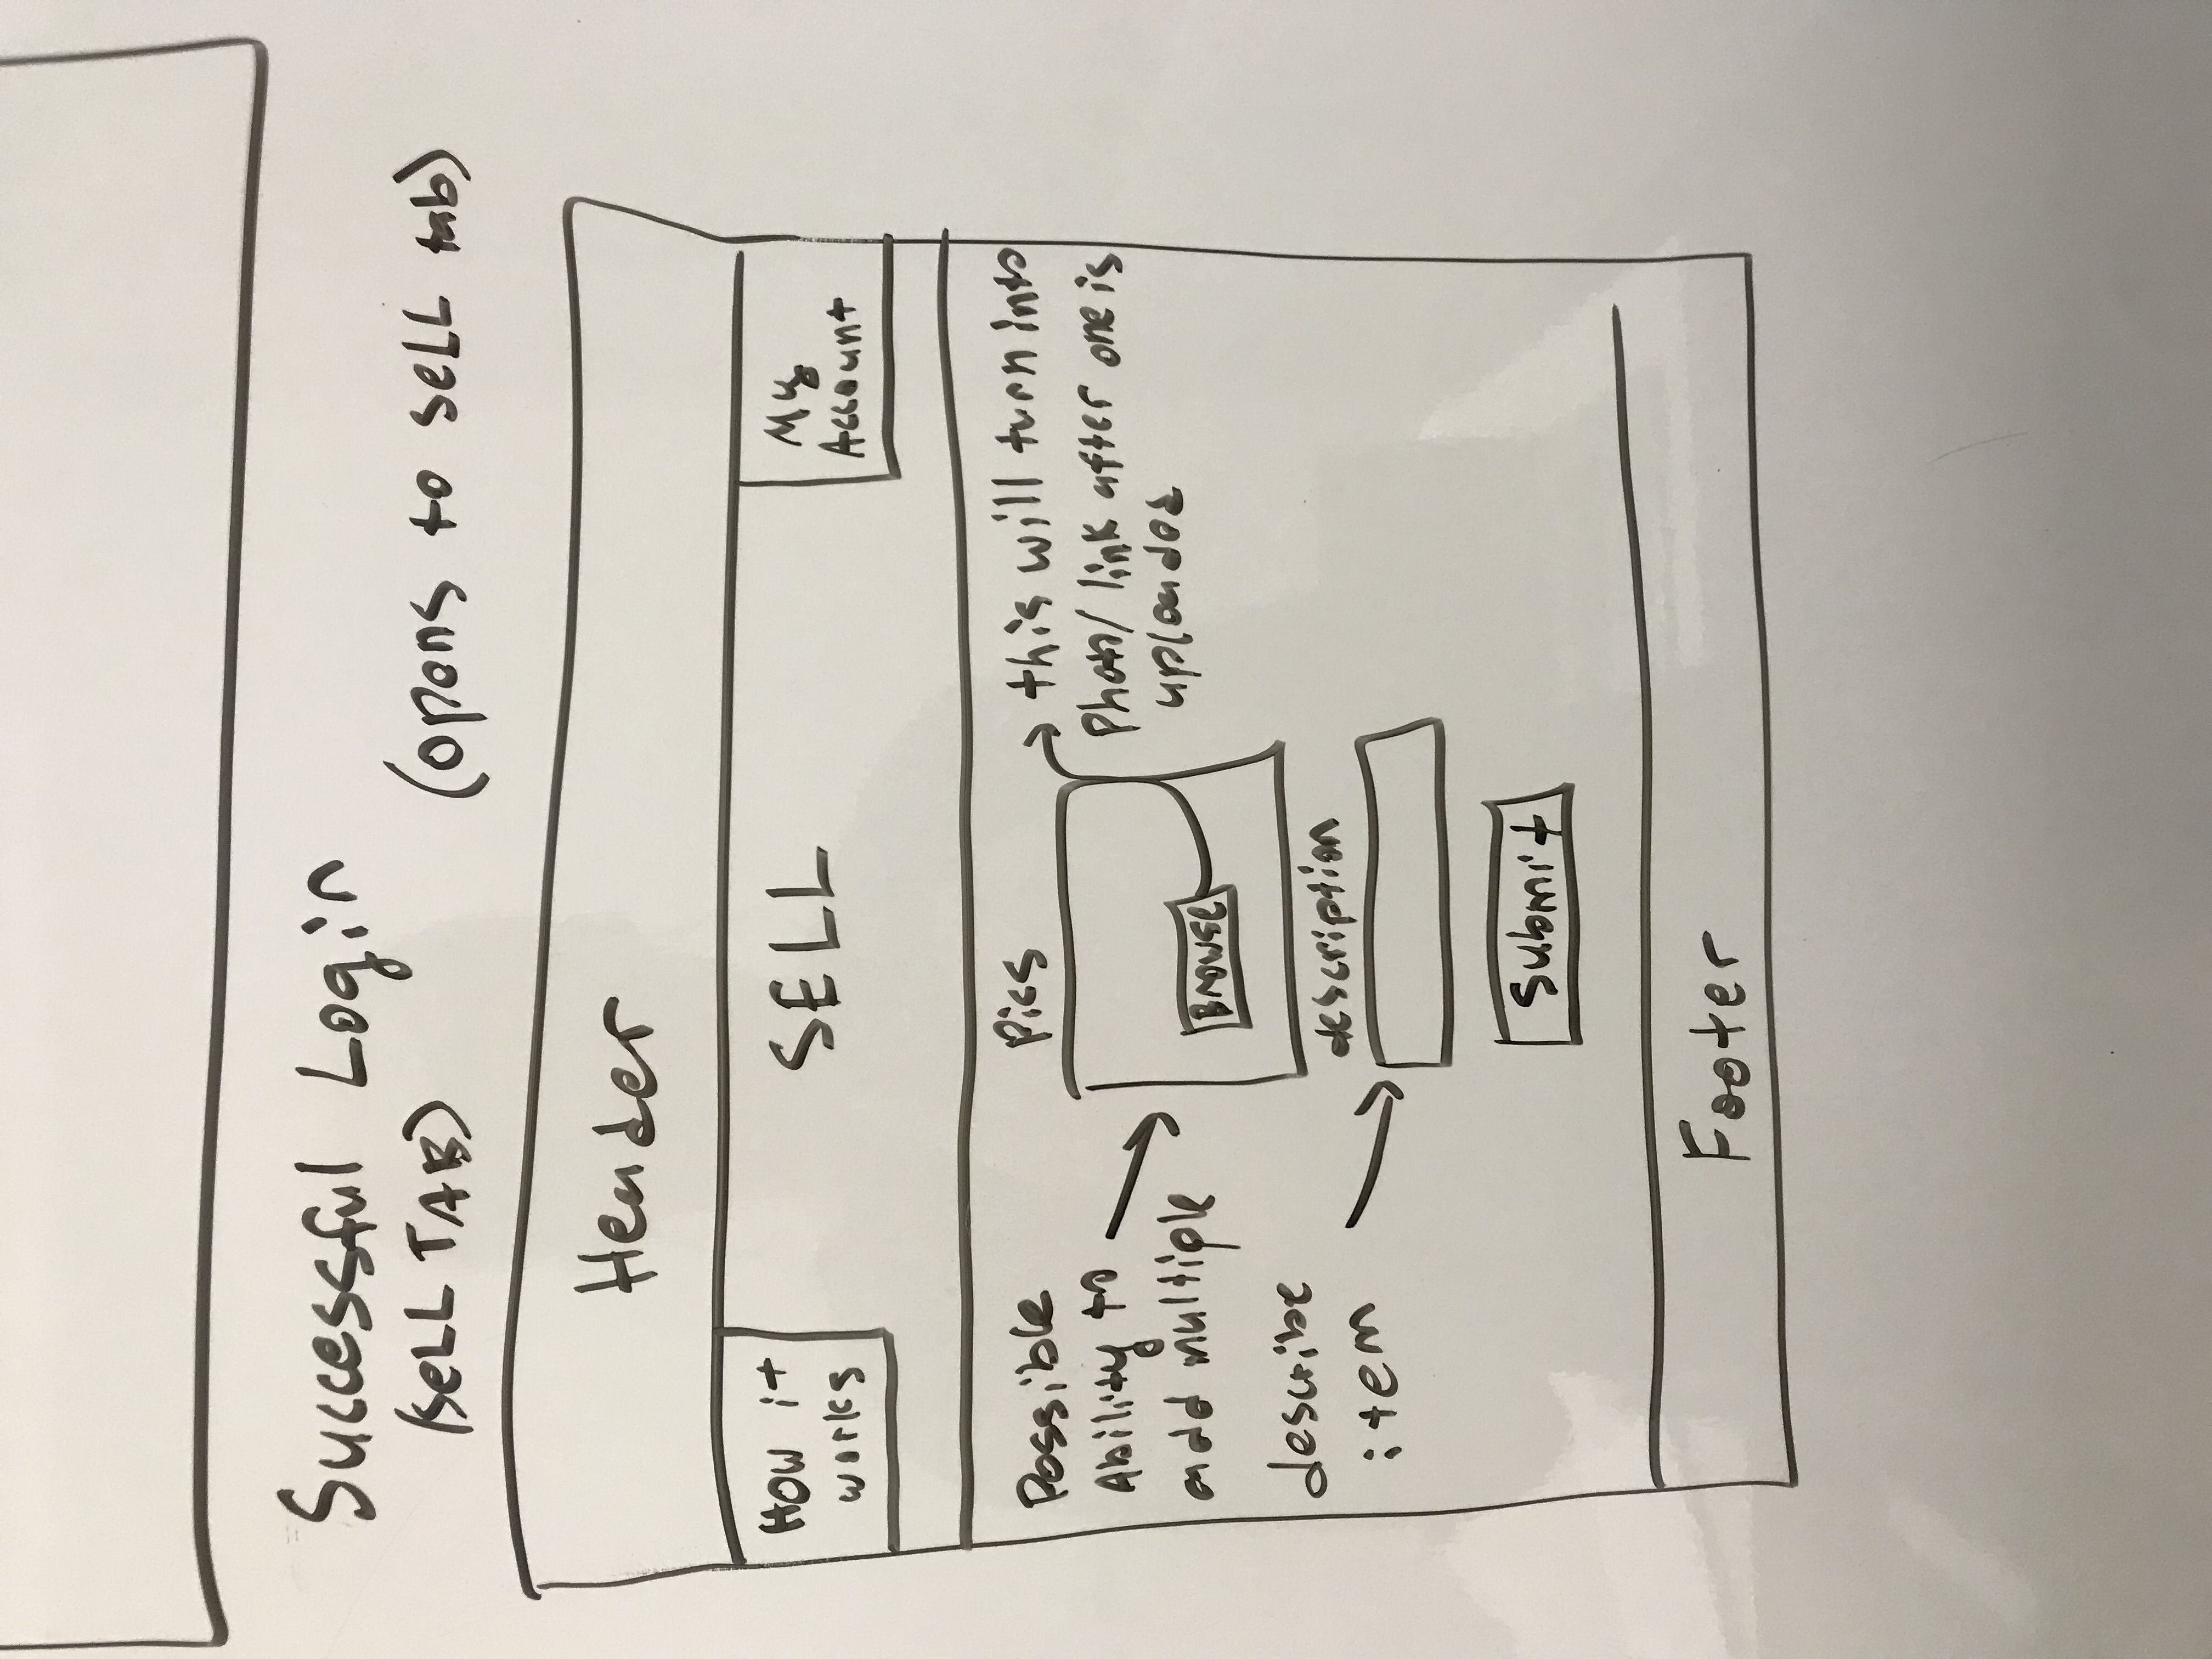 Successful Login
(SELL TAB)
(opens to SELL tab)
Header
How it
works
SELL
My
Account
Possible
Ability to
add multiple
Pics
Browse
this will turn into
Photo/ link after one is
uploaded
describe
item
description
Submit
Footer